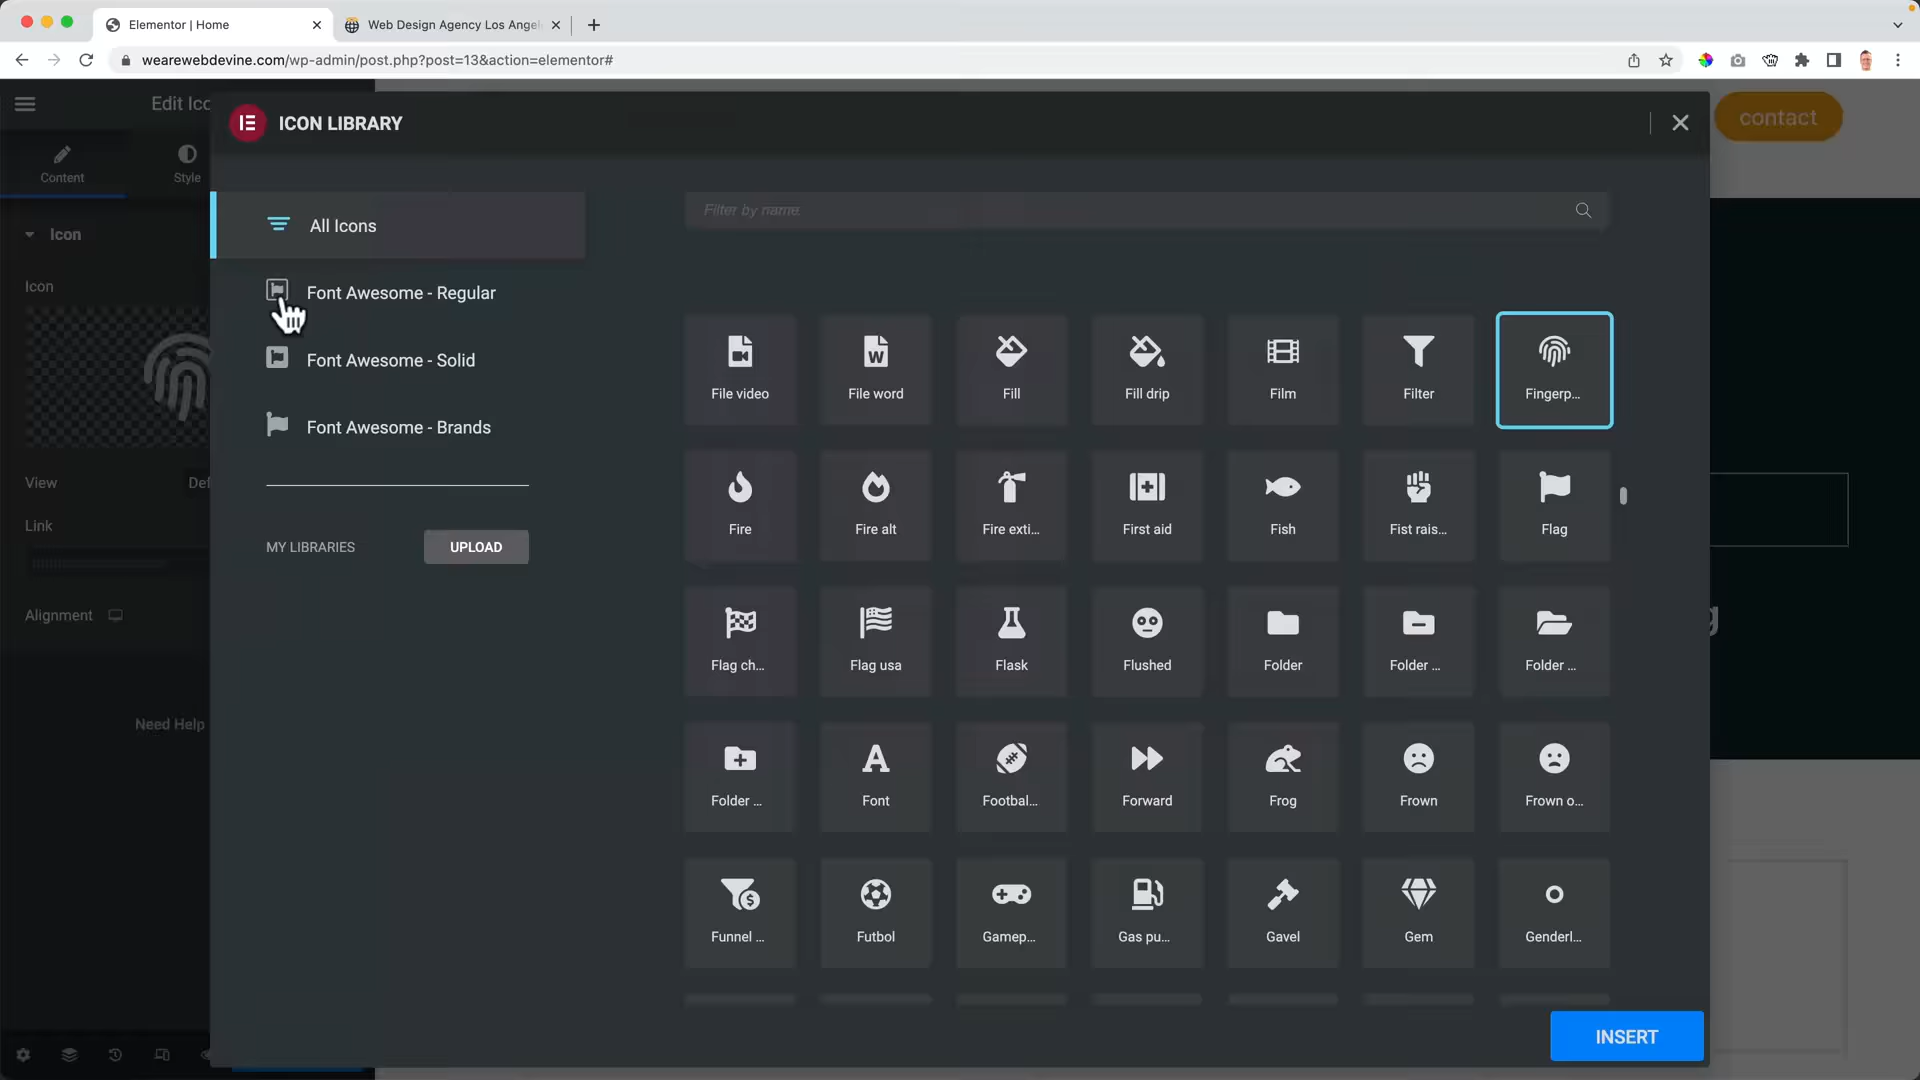 Elementor | Home
Web Design Agency Los Angel
wearewebdevine.com/wp-admin/post.php?post=13&action=elementor#
Edit Ico
ICON LIBRARY
contact
Content
Style
All Icons
Filter by name.
Icon
Icon
Font Awesome - Regular
Font Awesome - Solid
Font Awesome - Brands
View
Def
Link
MY LIBRARIES
UPLOAD
Alignment
Need Help
File video
File word
Fill
Fill drip
Film
Filter
Fingerp...
Fire
Fire alt
Fire exti...
First aid
Fish
Fist rais...
Flag
Flag ch...
Flag usa
Flask
Flushed
Folder
Folder ...
Folder ...
Folder ...
Font
Footbal...
Forward
Frog
Frown
Frown o...
Funnel ...
Futbol
Gamep...
Gas pu...
Gavel
Gem
Genderl...
INSERT